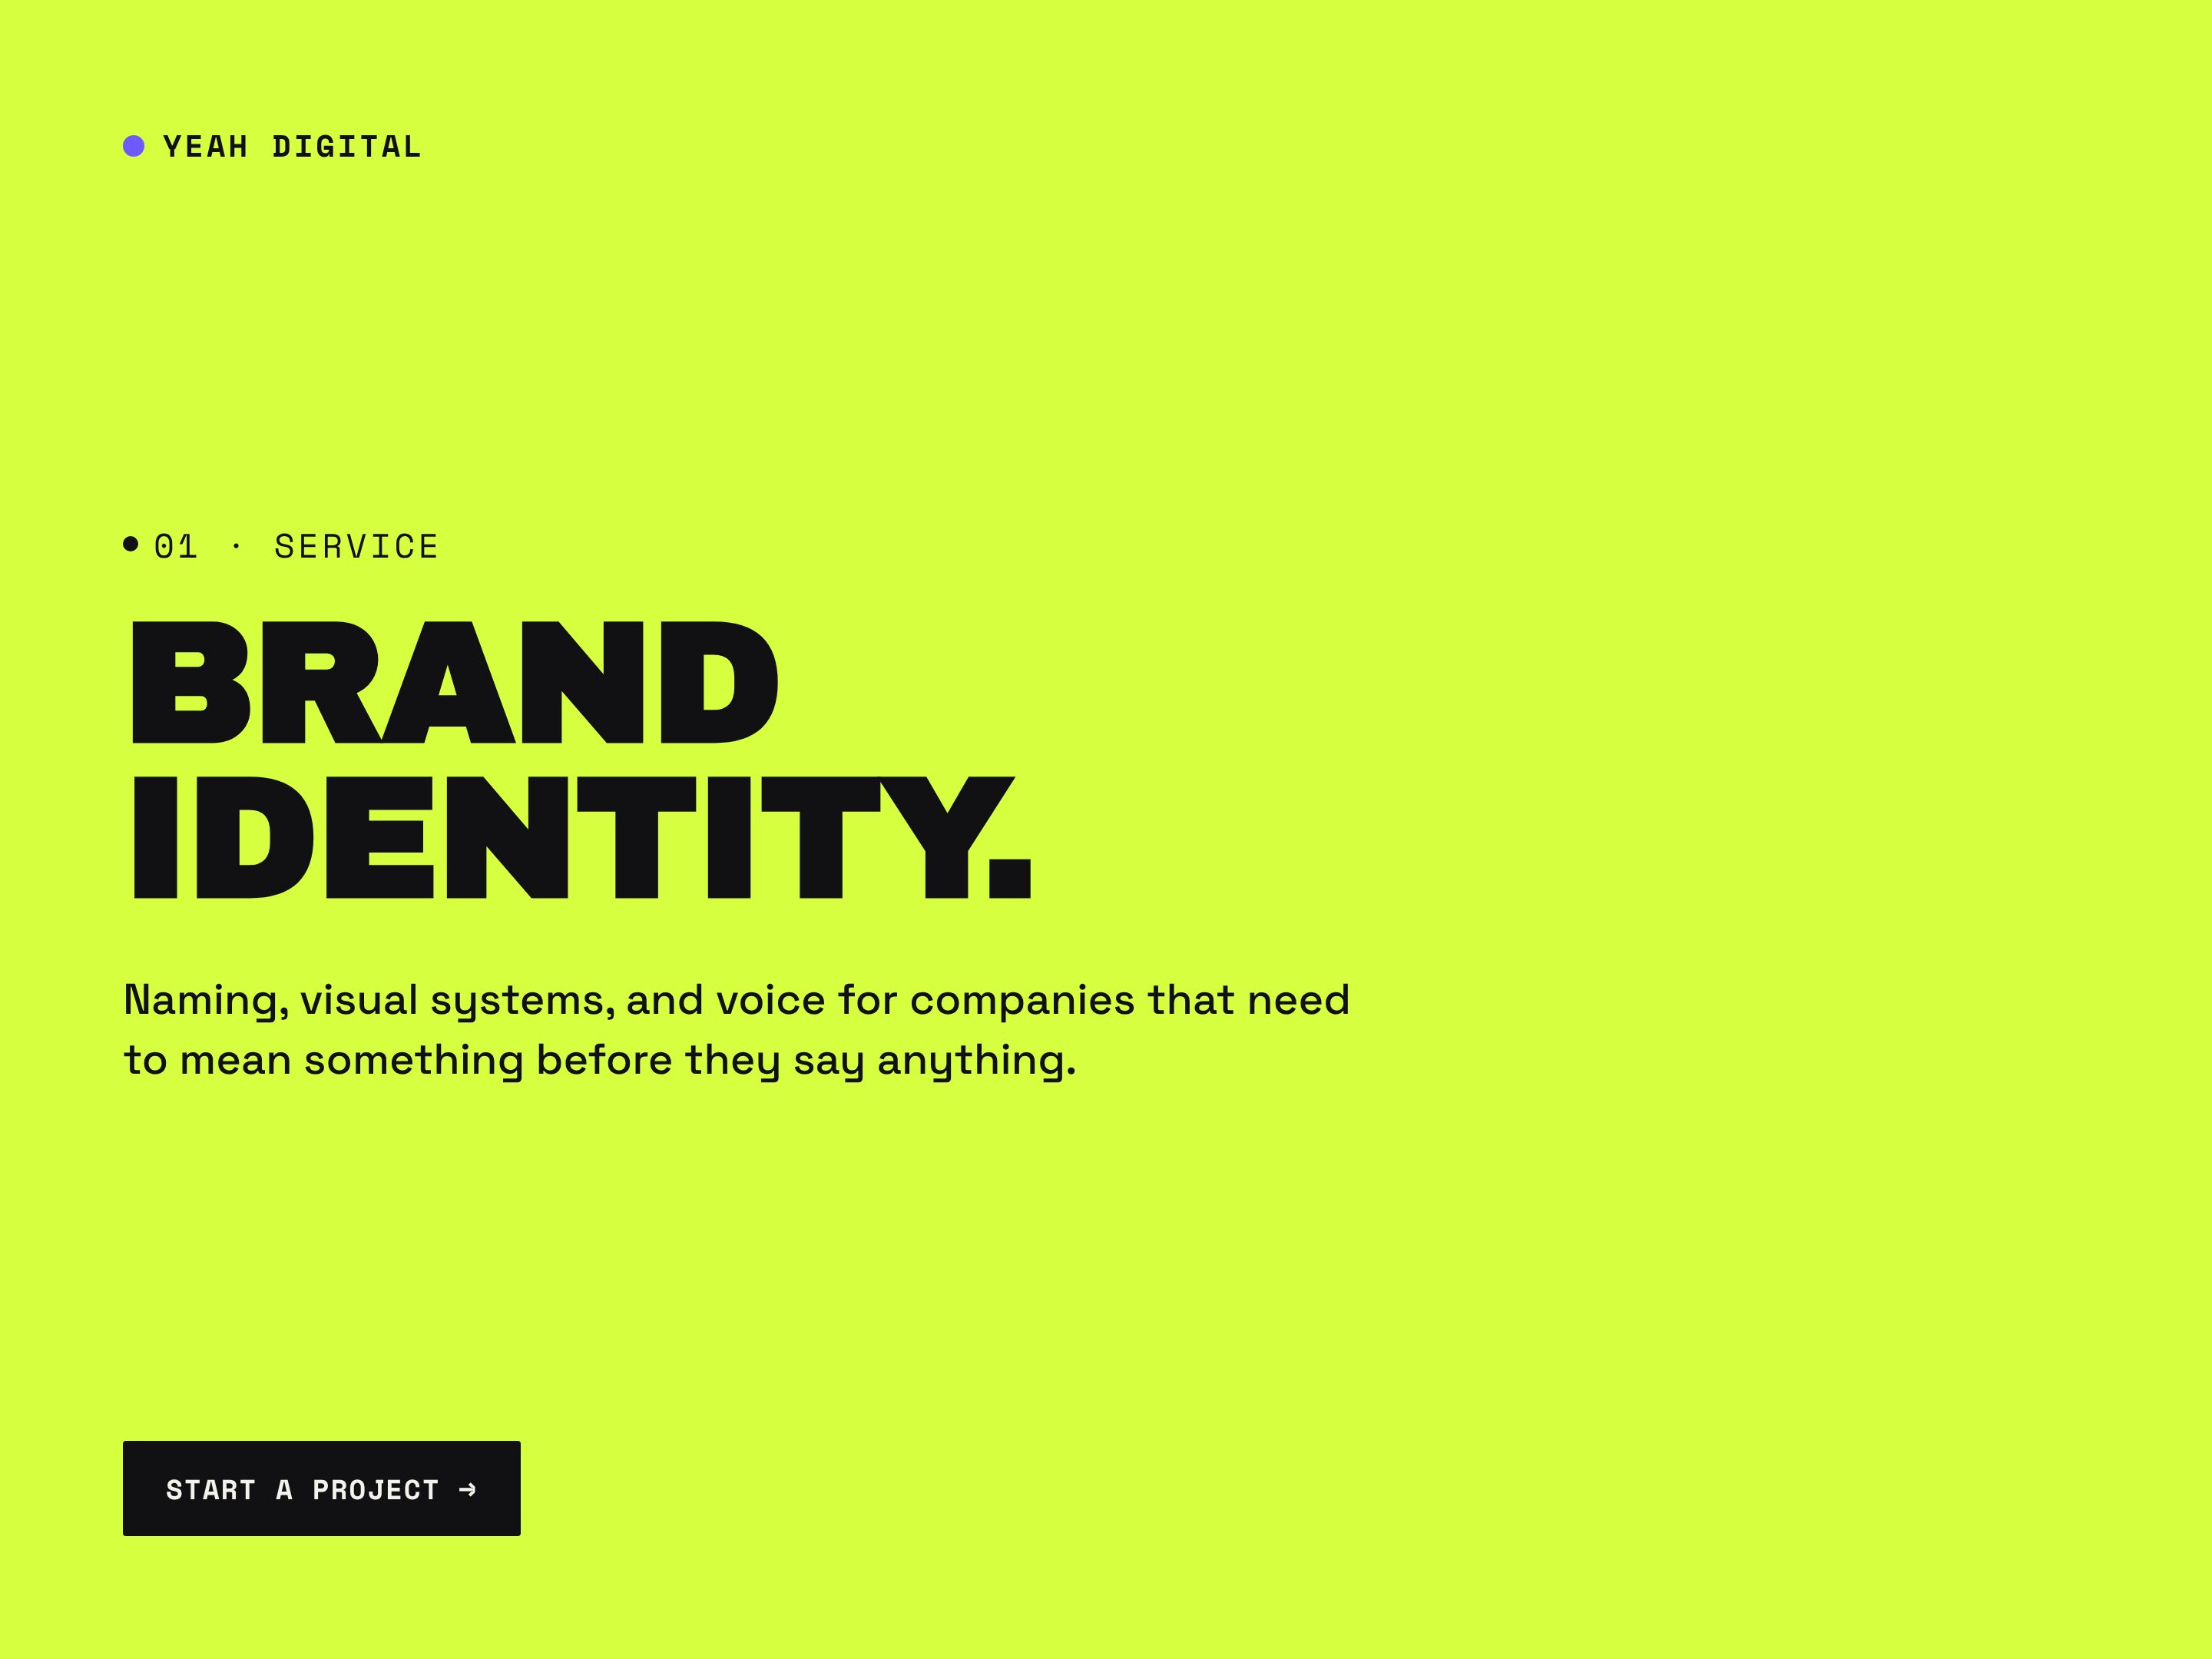 YEAH DIGITAL
01 · SERVICE
BRAND
IDENTITY.
Naming, visual systems, and voice for companies that need
to mean something before they say anything.
START A PROJECT →